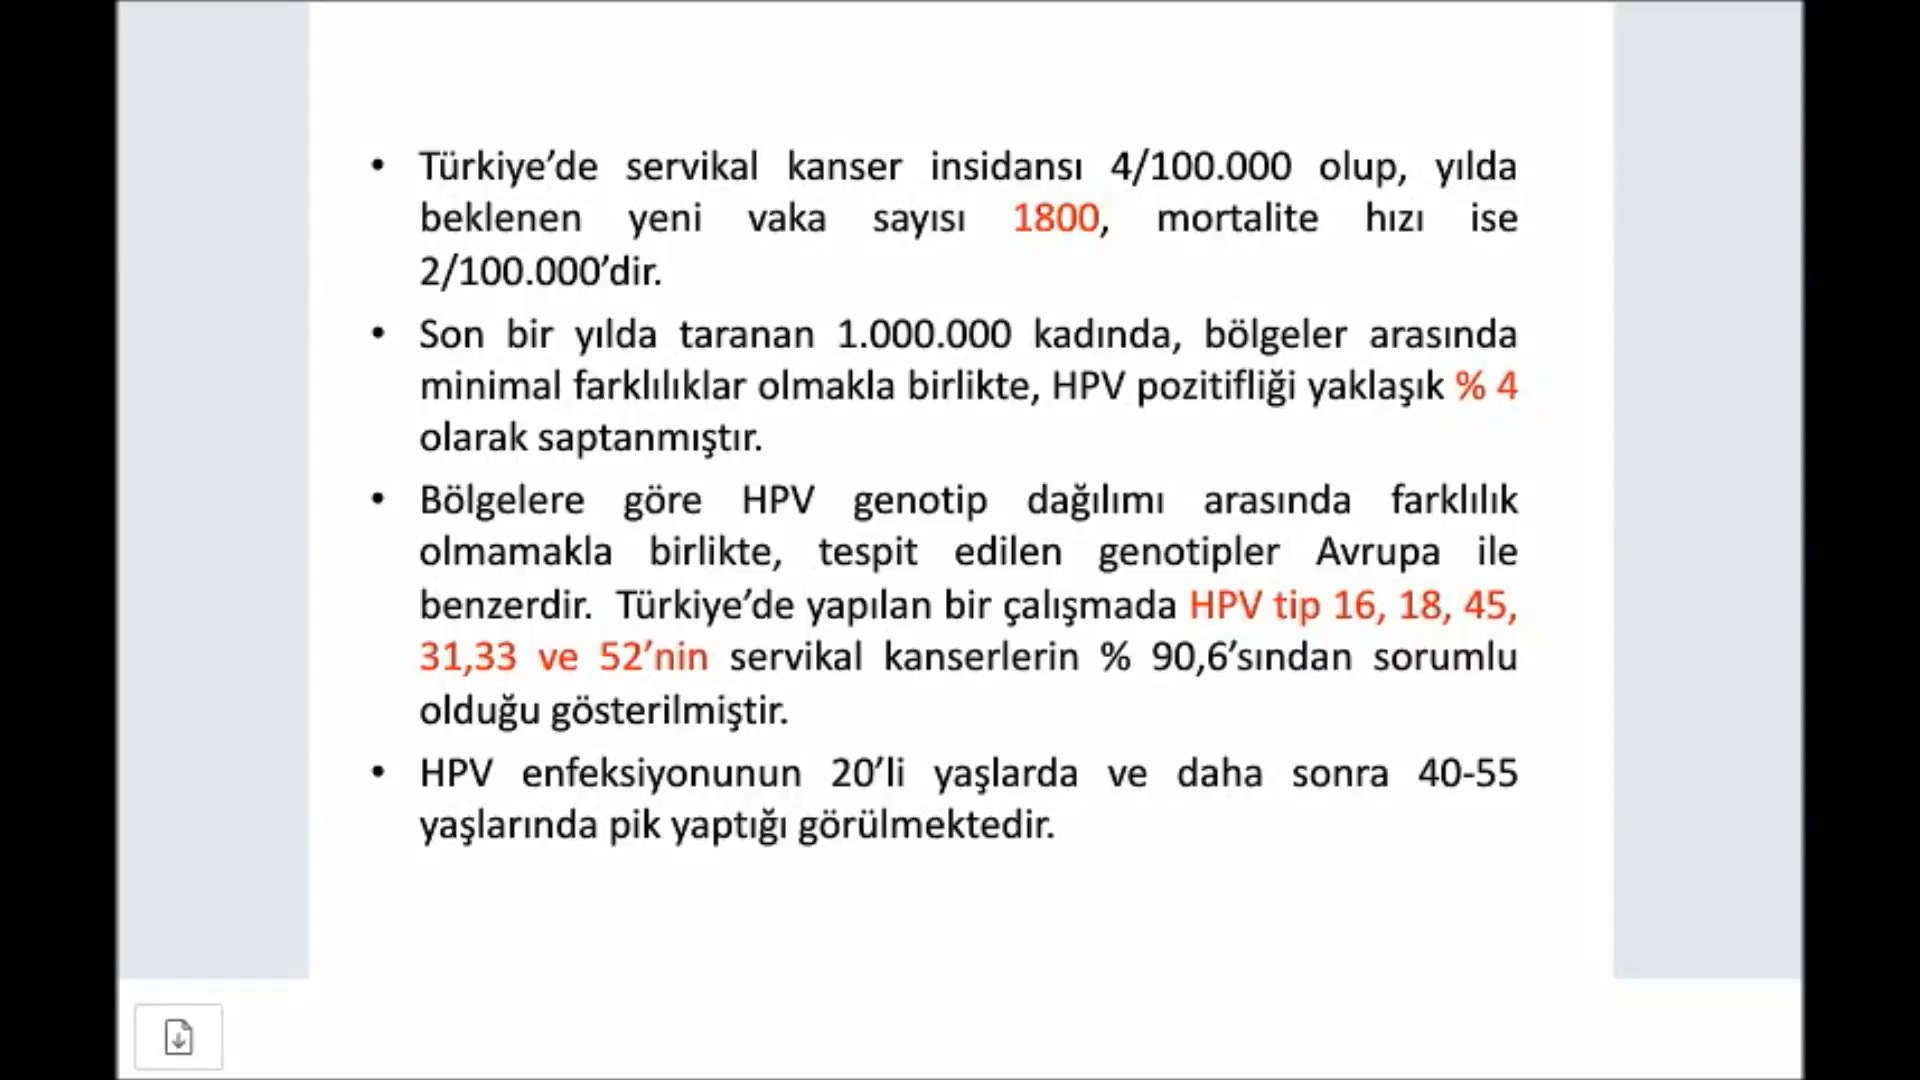 • Türkiye’de servikal kanser insidansı 4/100.000 olup, yılda
beklenen yeni vaka sayısı 1800, mortalite hızı ise
2/100.000’dir.
• Son bir yılda taranan 1.000.000 kadında, bölgeler arasında
minimal farklılıklar olmakla birlikte, HPV pozitifliği yaklaşık % 4
olarak saptanmıştır.
• Bölgelere göre HPV genotip dağılımı arasında farklılık
olmamakla birlikte, tespit edilen genotipler Avrupa ile
benzerdir. Türkiye’de yapılan bir çalışmada HPV tip 16, 18, 45,
31,33 ve 52’nin servikal kanserlerin % 90,6’sından sorumlu
olduğu gösterilmiştir.
• HPV enfeksiyonunun 20’li yaşlarda ve daha sonra 40-55
yaşlarında pik yaptığı görülmektedir.